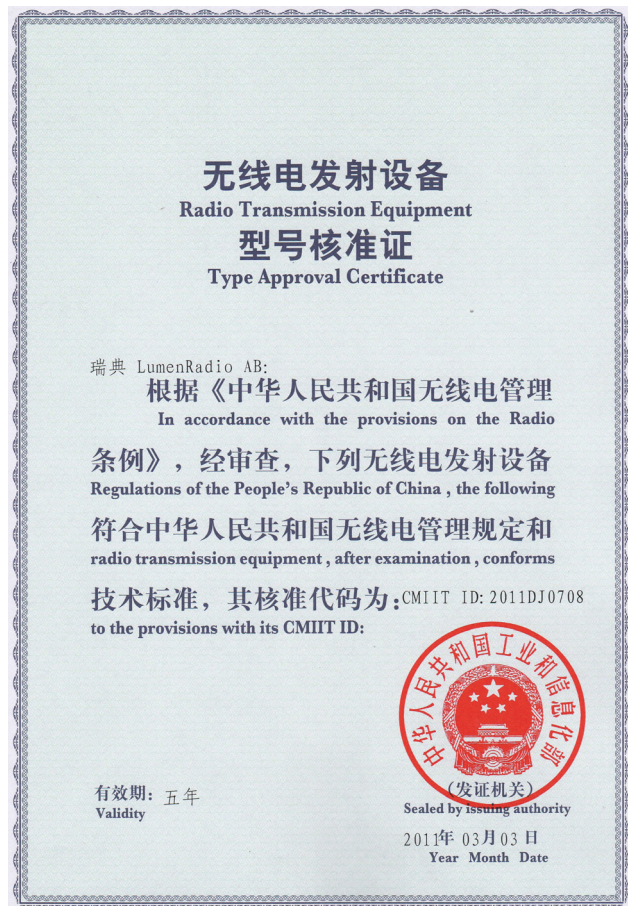 无线电发射设备
Radio Transmission Equipment
型号核准证
Type Approval Certificate
瑞典 LumenRadio AB:
根据《中华人民共和国无线电管理
In accordance with the provisions on the Radio
条例》，经审查，下列无线电发射设备
Regulations of the People's Republic of China , the following
符合中华人民共和国无线电管理规定和
radio transmission equipment , after examination , conforms
技术标准，其核准代码为:CMIIT ID:2011DJ0708
to the provisions with its CMIIT ID:
中华人民共和国工业和信息化部
有效期: 五年
Validity
(发证机关)
Sealed by issuing authority
2011年 03月03日
Year Month Date